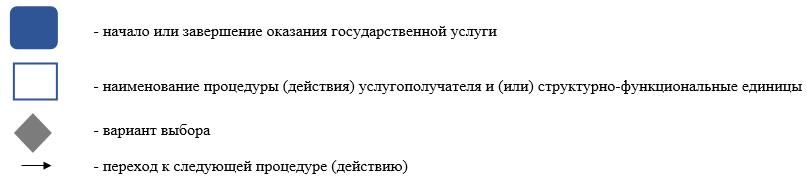 - начало или завершение оказания государственной услуги
- наименование процедуры (действия) услугополучателя и (или) структурно-функциональные единицы
- вариант выбора
- переход к следующей процедуре (действию)